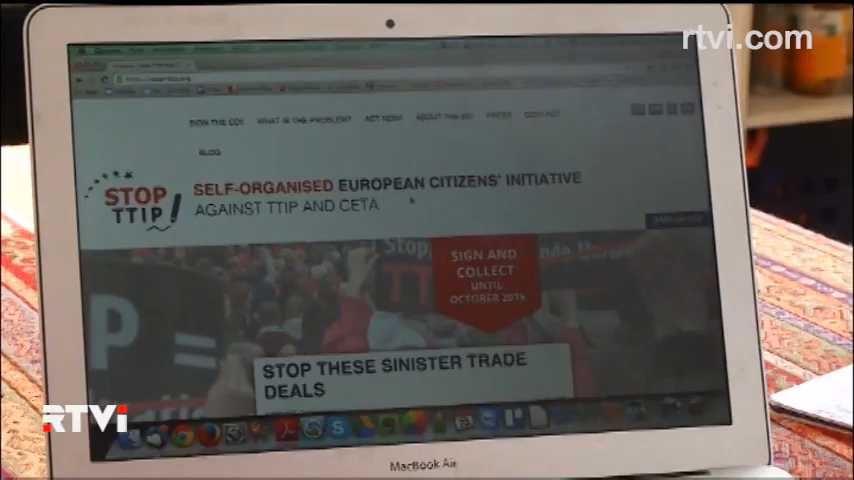 rtvi.com
SIGN THE ECI! WHAT IS THE PROBLEM? ACT NOW! ABOUT THE ECI PRESS CONTACT
BLOG
STOP TTIP!
SELF-ORGANISED EUROPEAN CITIZENS' INITIATIVE
AGAINST TTIP AND CETA
Stop
SIGN AND
COLLECT
UNTIL
OCTOBER 2015
STOP THESE SINISTER TRADE
DEALS
RTVi
MacBook Air